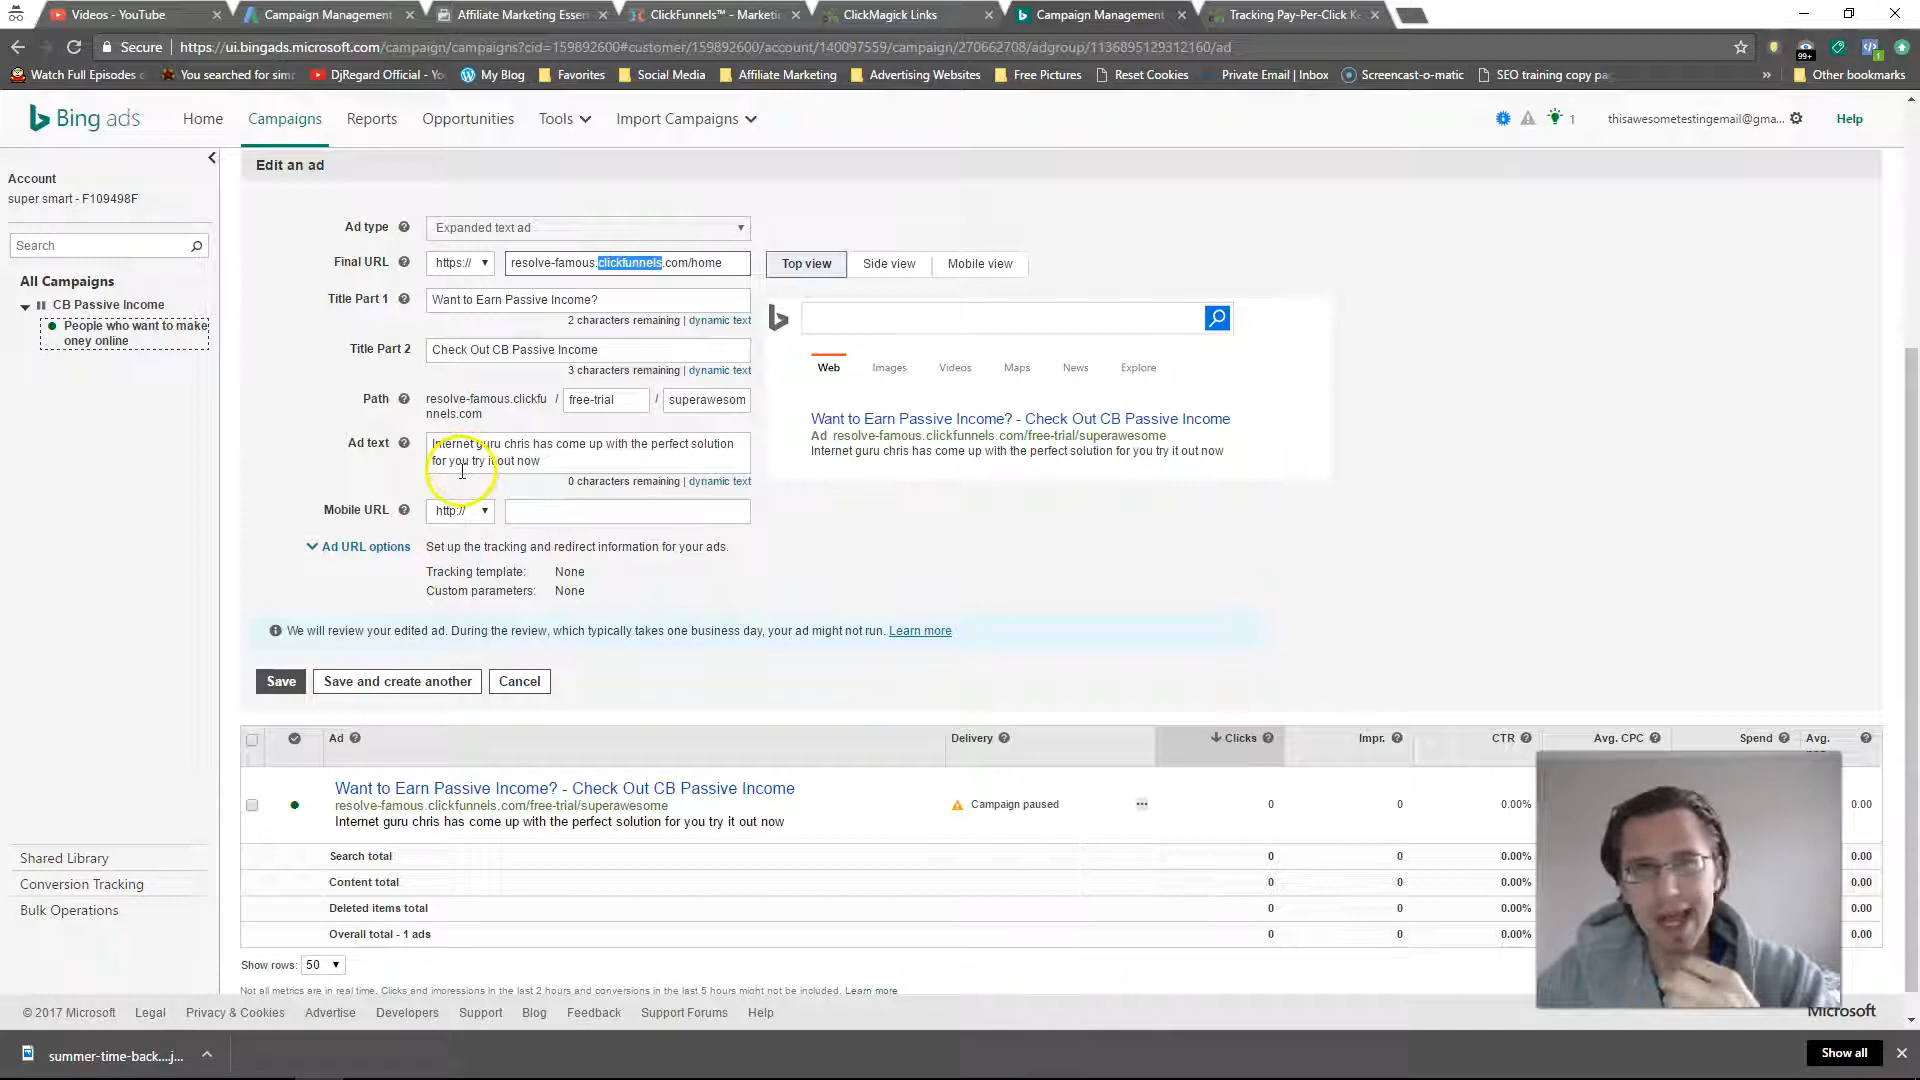 Videos - YouTube
Campaign Management
Affiliate Marketing Essen
ClickFunnels™ - Marketi
ClickMagick Links
Campaign Management
Tracking Pay-Per-Click Ke
Secure
https://ui.bingads.microsoft.com/campaign/campaigns?cid=159892600#customer/159892600/account/140097559/campaign/270662708/adgroup/1136895129312160/ad
99+
1
Watch Full Episodes
You searched for sim
DjRegard Official - Yo
My Blog
Favorites
Social Media
Affiliate Marketing
Advertising Websites
Free Pictures
Reset Cookies
Private Email | Inbox
Screencast-o-matic
SEO training copy pa
»
Other bookmarks
Bing ads
Home
Campaigns
Reports
Opportunities
Tools
Import Campaigns
1
thisawesometestingemail@gma...
Help
Account
super smart - F109498F
Search
All Campaigns
CB Passive Income
People who want to make
oney online
Shared Library
Conversion Tracking
Bulk Operations
Edit an ad
Ad type
Expanded text ad
Final URL
https://
resolve-famous.clickfunnels.com/home
Title Part 1
Want to Earn Passive Income?
2 characters remaining | dynamic text
Title Part 2
Check Out CB Passive Income
3 characters remaining | dynamic text
Path
resolve-famous.clickfu
nnels.com
/
free-trial
/
superawesom
Ad text
Internet guru chris has come up with the perfect solution
for you try it out now
0 characters remaining | dynamic text
Mobile URL
http://
Ad URL options
Set up the tracking and redirect information for your ads.
Tracking template: None
Custom parameters: None
Top view
Side view
Mobile view
Web
Images
Videos
Maps
News
Explore
Want to Earn Passive Income? - Check Out CB Passive Income
Ad resolve-famous.clickfunnels.com/free-trial/superawesome
Internet guru chris has come up with the perfect solution for you try it out now
We will review your edited ad. During the review, which typically takes one business day, your ad might not run. Learn more
Save
Save and create another
Cancel
Ad
Delivery
Clicks
Impr.
CTR
Avg. CPC
Spend
Avg.
Want to Earn Passive Income? - Check Out CB Passive Income
resolve-famous.clickfunnels.com/free-trial/superawesome
Internet guru chris has come up with the perfect solution for you try it out now
Campaign paused
...
0
0
0.00%
0.00
Search total
0
0
0.00%
0.00
Content total
0
0
0.00%
0.00
Deleted items total
0
0
0.00%
0.00
Overall total - 1 ads
0
0
0.00%
0.00
Show rows: 50
Not all metrics are in real time. Clicks and impressions in the last 2 hours and conversions in the last 5 hours might not be included. Learn more
© 2017 Microsoft
Legal
Privacy & Cookies
Advertise
Developers
Support
Blog
Feedback
Support Forums
Help
Microsoft
summer-time-back....j...
Show all